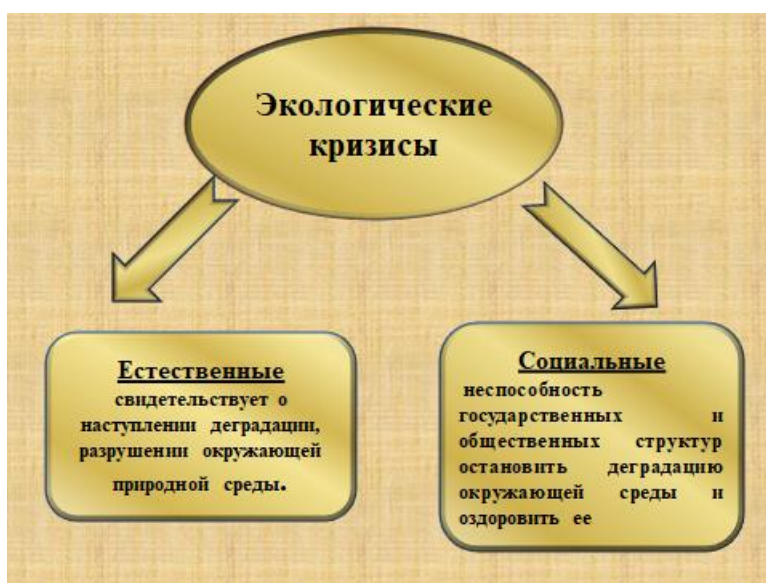 Экологические
кризисы
Естественные
свидетельствует о
наступлении деградации,
разрушении окружающей
природной среды.
Социальные
неспособность
государственных и
общественных структур
остановить деградацию
окружающей среды и
оздоровить ее